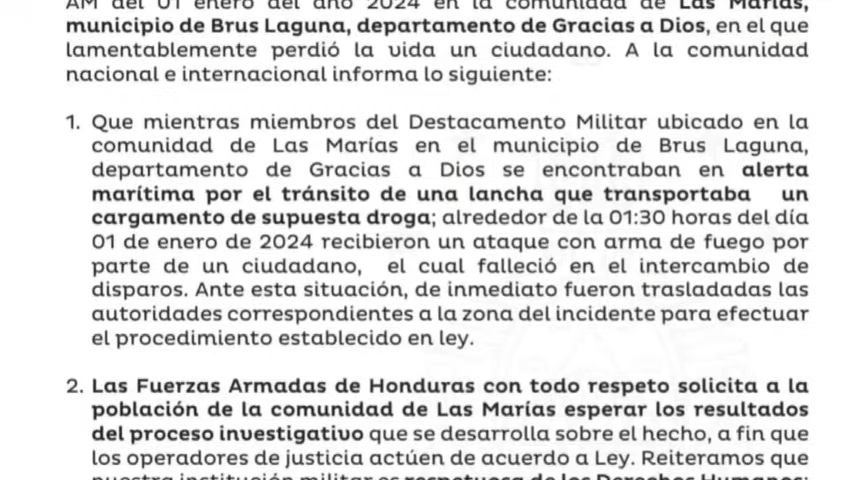 AM del 01 enero del año 2024 en la comunidad de Las Marías,
municipio de Brus Laguna, departamento de Gracias a Dios, en el que
lamentablemente perdió la vida un ciudadano. A la comunidad
nacional e internacional informa lo siguiente:
1. Que mientras miembros del Destacamento Militar ubicado en la
comunidad de Las Marías en el municipio de Brus Laguna,
departamento de Gracias a Dios se encontraban en alerta
marítima por el tránsito de una lancha que transportaba un
cargamento de supuesta droga; alrededor de la 01:30 horas del día
01 de enero de 2024 recibieron un ataque con arma de fuego por
parte de un ciudadano, el cual falleció en el intercambio de
disparos. Ante esta situación, de inmediato fueron trasladadas las
autoridades correspondientes a la zona del incidente para efectuar
el procedimiento establecido en ley.
2. Las Fuerzas Armadas de Honduras con todo respeto solicita a la
población de la comunidad de Las Marías esperar los resultados
del proceso investigativo que se desarrolla sobre el hecho, a fin que
los operadores de justicia actúen de acuerdo a Ley. Reiteramos que
nuestra institución militar es respetuosa de los Derechos Humanos;